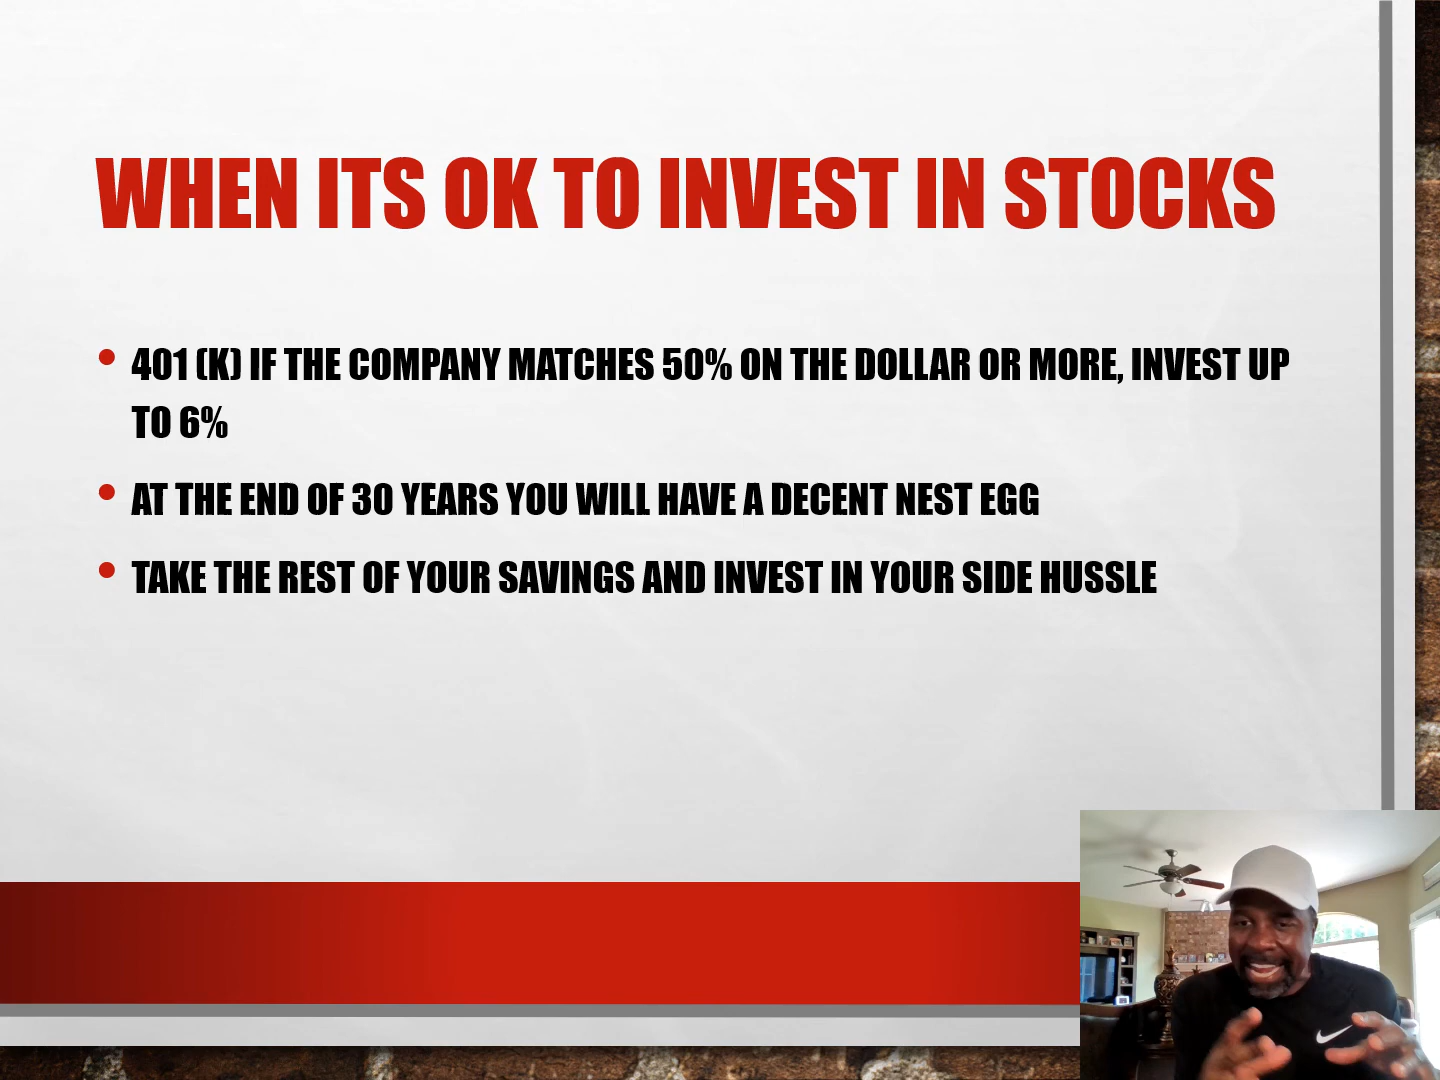 WHEN ITS OK TO INVEST IN STOCKS
• 401 (K) IF THE COMPANY MATCHES 50% ON THE DOLLAR OR MORE, INVEST UP
TO 6%
• AT THE END OF 30 YEARS YOU WILL HAVE A DECENT NEST EGG
• TAKE THE REST OF YOUR SAVINGS AND INVEST IN YOUR SIDE HUSSLE